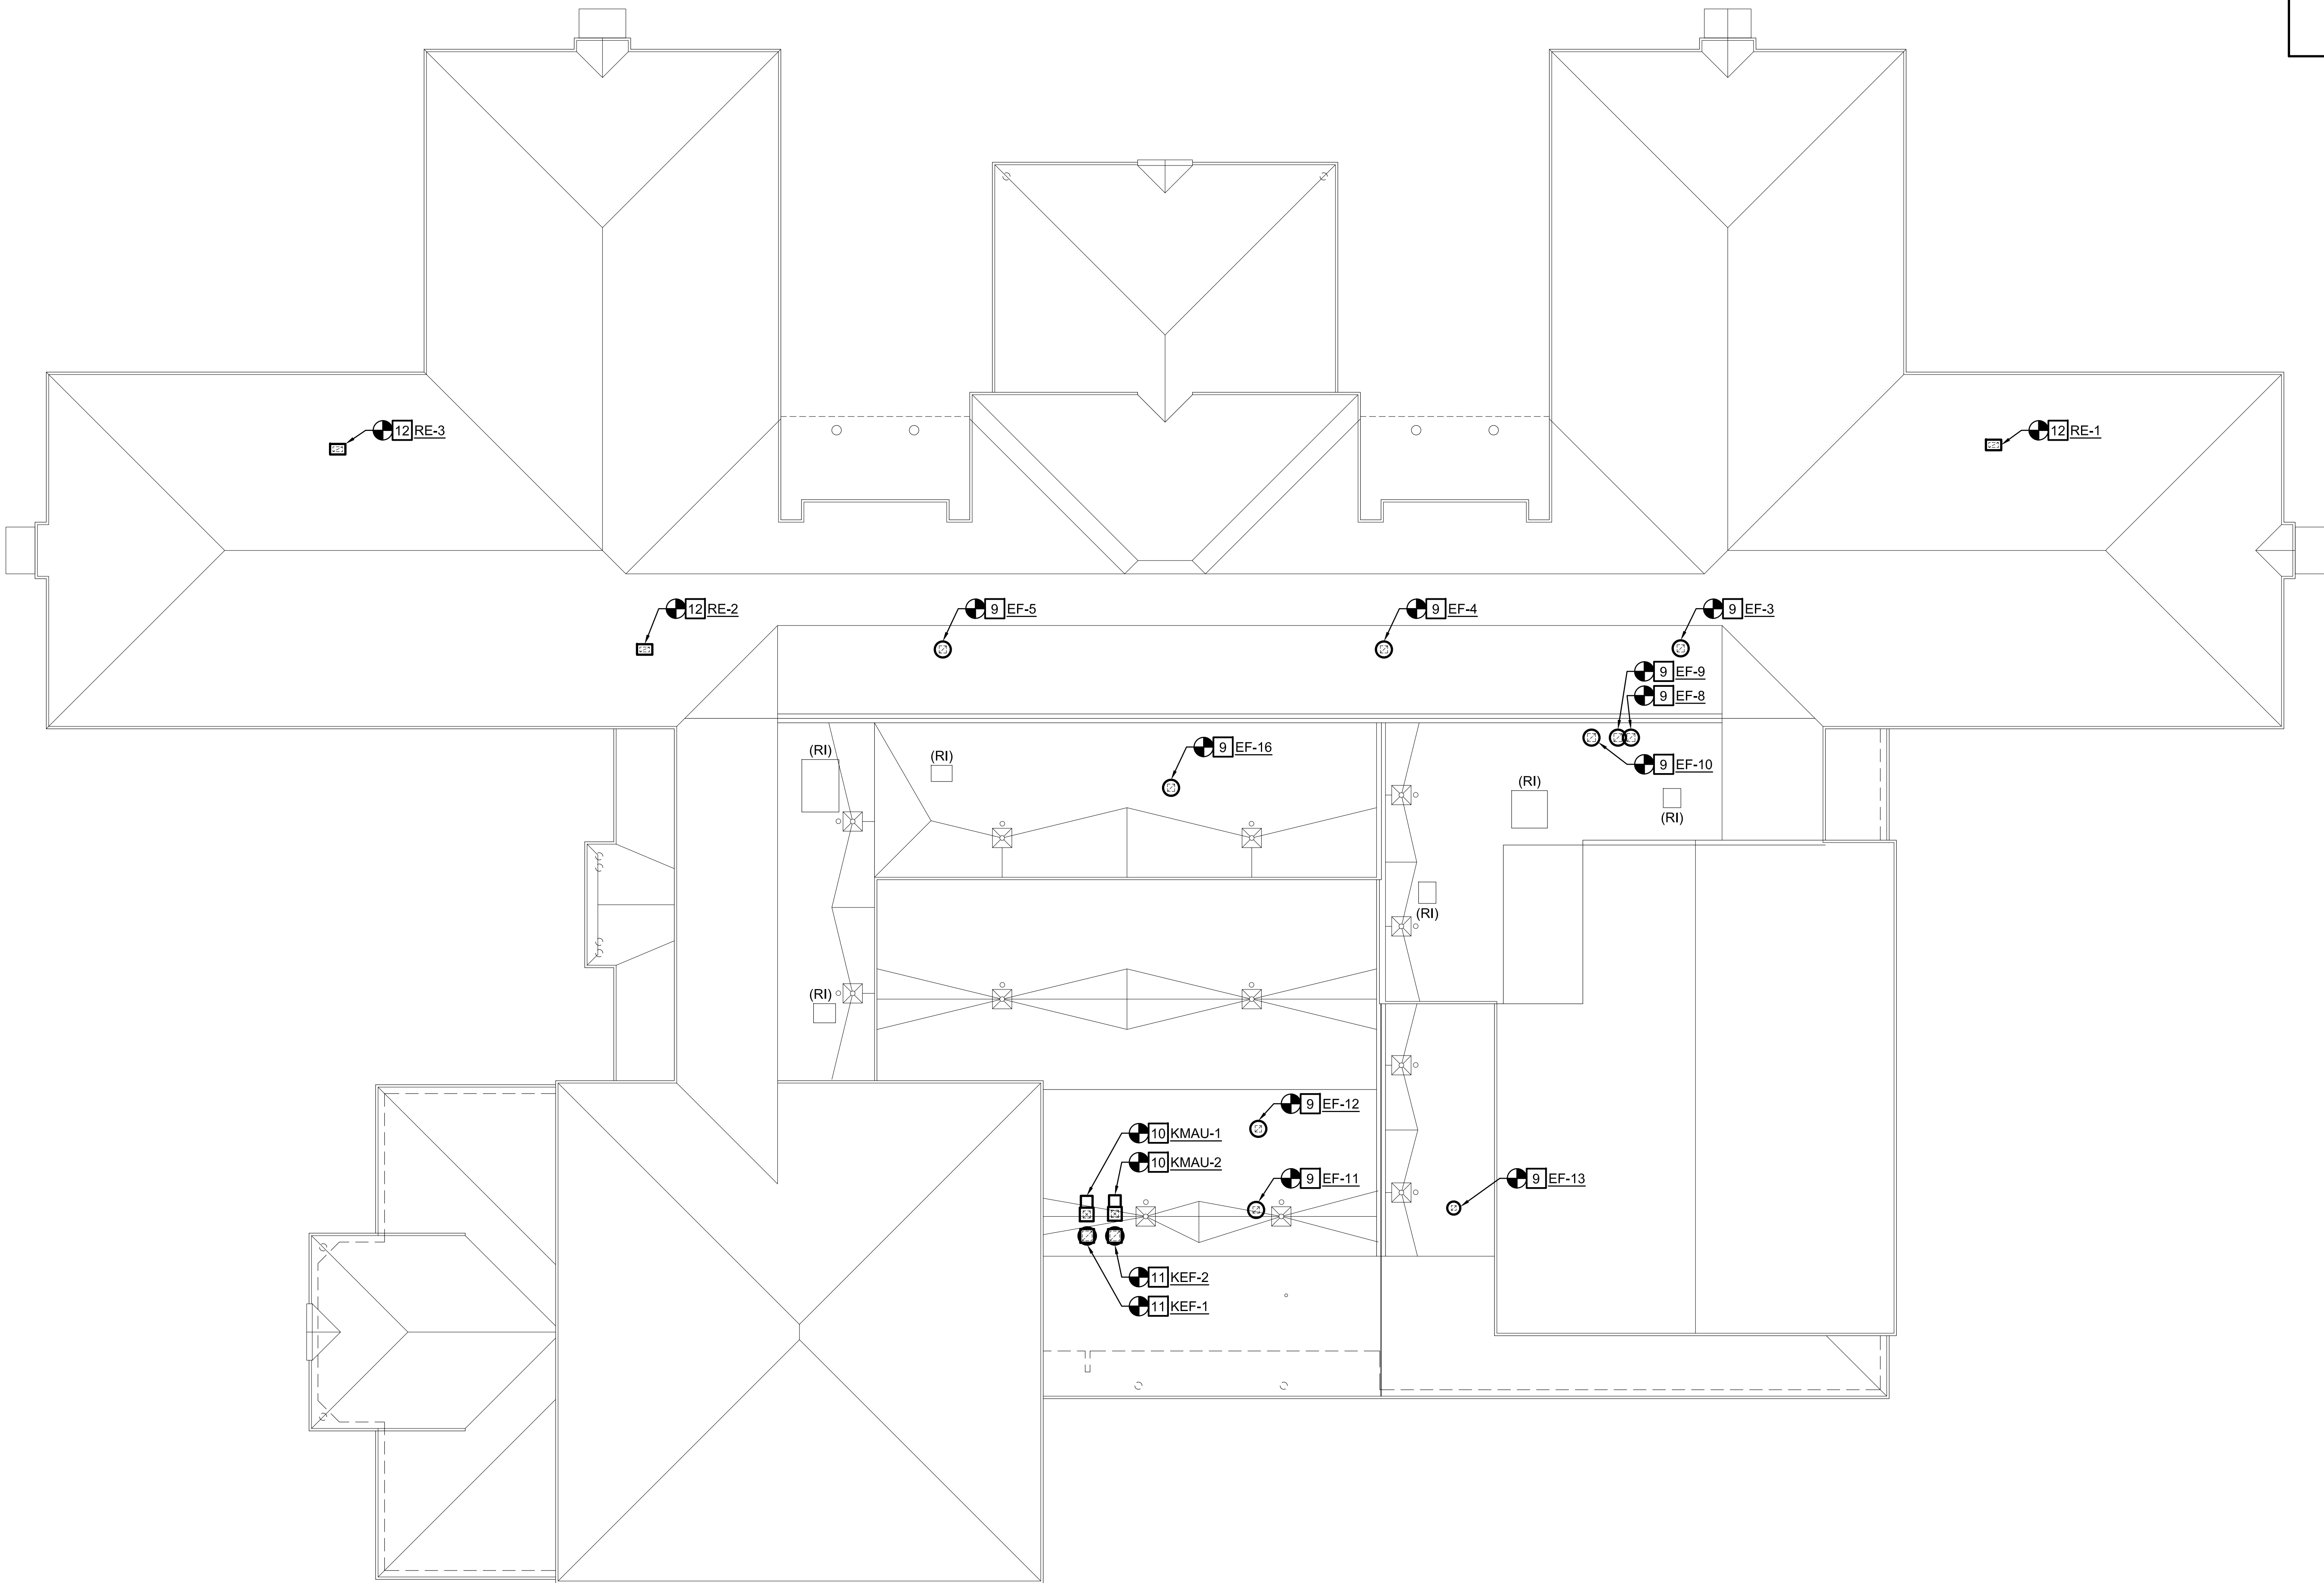 12 RE-3
12 RE-1
12 RE-2
9 EF-5
9 EF-4
9 EF-3
9 EF-9
9 EF-8
(RI)
(RI)
9 EF-16
9 EF-10
(RI)
(RI)
(RI)
(RI)
9 EF-12
10 KMAU-1
10 KMAU-2
9 EF-11
9 EF-13
11 KEF-2
11 KEF-1